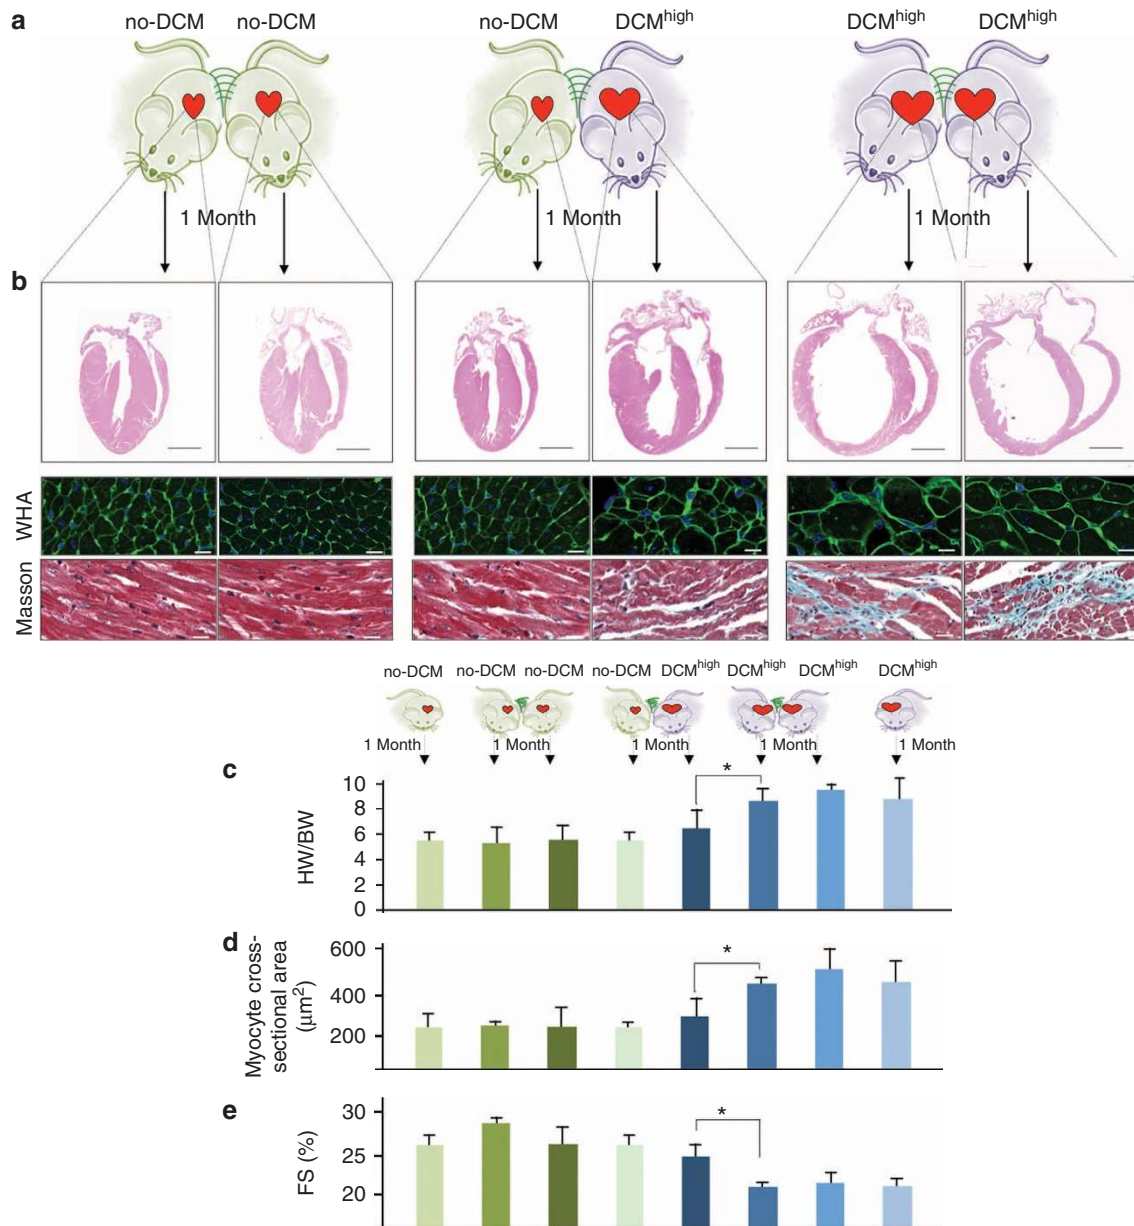 a
no-DCM no-DCM no-DCM DCMhigh DCMhigh DCMhigh
1 Month 1 Month 1 Month
b
WHA
Masson
no-DCM no-DCM no-DCM no-DCM DCMhigh DCMhigh DCMhigh DCMhigh
1 Month 1 Month 1 Month 1 Month 1 Month
c
HW/BW
10
8
6
4
2
0
*
d
Myocyte cross-
sectional area
(μm2)
600
400
200
*
e
FS (%)
30
25
20
*